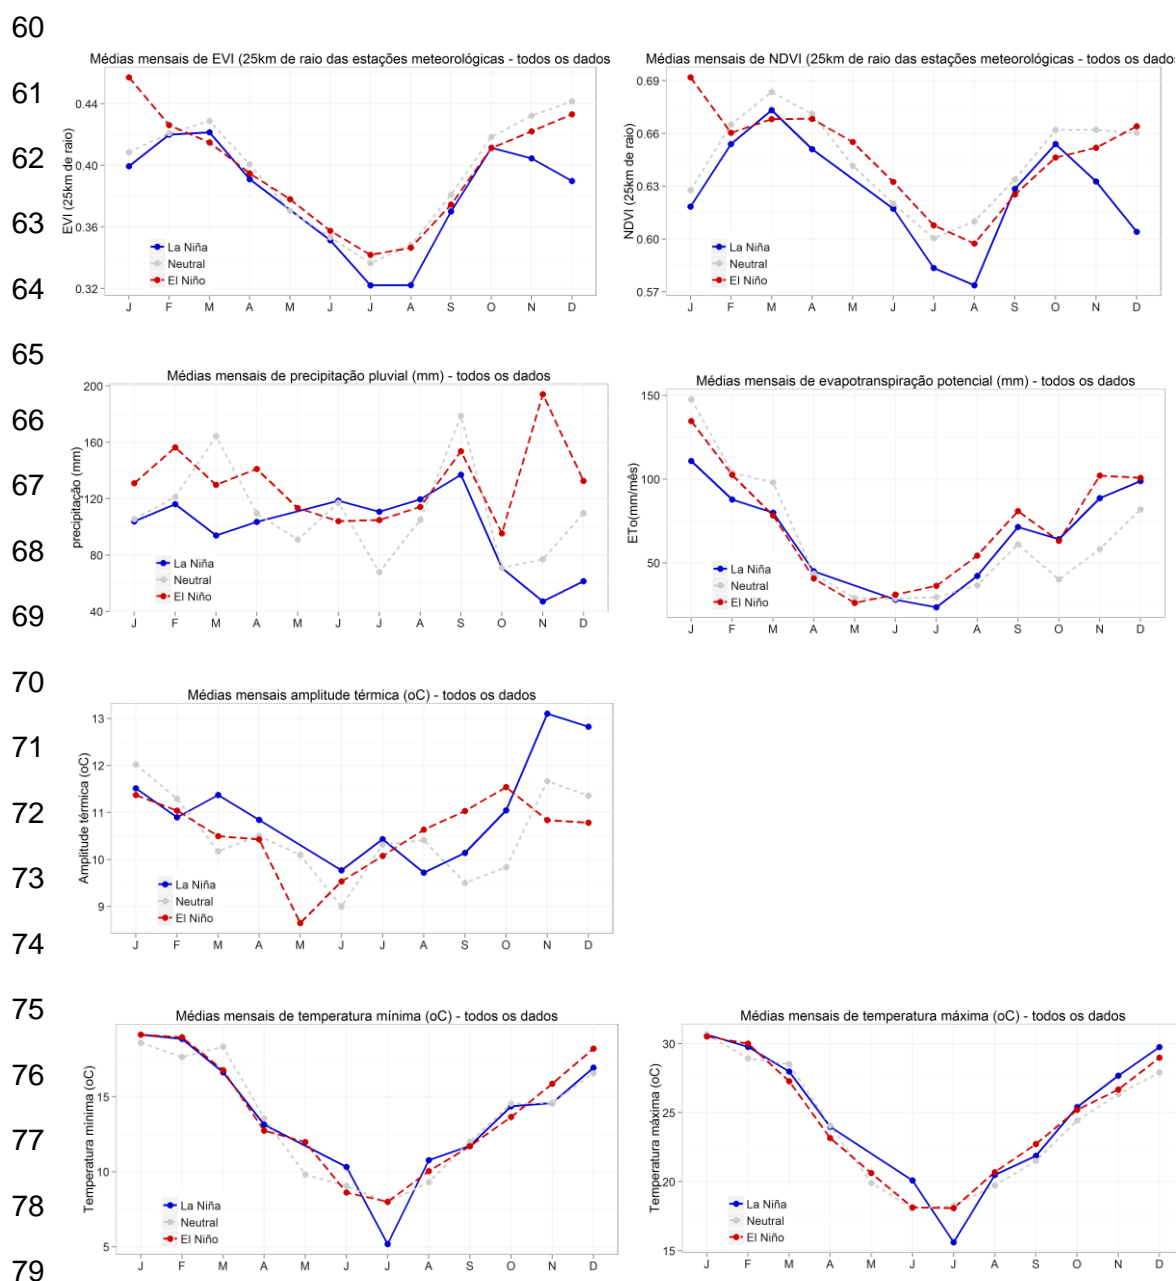 60
Médias mensais de EVI (25km de raio das estações meteorológicas - todos os dados
Médias mensais de NDVI (25km de raio das estações meteorológicas - todos os dados
61
62
63
64
EVI (25km de raio)
0.44
0.40
0.36
0.32
La Niña
Neutral
El Niño
J F M A M J J A S O N D
NDVI (25km de raio)
0.69
0.66
0.63
0.60
0.57
La Niña
Neutral
El Niño
J F M A M J J A S O N D
65
Médias mensais de precipitação pluvial (mm) - todos os dados
Médias mensais de evapotranspiração potencial (mm) - todos os dados
66
67
68
69
precipitação (mm)
200
160
120
80
40
La Niña
Neutral
El Niño
J F M A M J J A S O N D
ETo(mm/mês)
150
100
50
La Niña
Neutral
El Niño
J F M A M J J A S O N D
70
Médias mensais amplitude térmica (oC) - todos os dados
71
72
73
74
Amplitude térmica (oC)
13
12
11
10
9
La Niña
Neutral
El Niño
J F M A M J J A S O N D
75
Médias mensais de temperatura mínima (oC) - todos os dados
Médias mensais de temperatura máxima (oC) - todos os dados
76
77
78
79
Temperatura mínima (oC)
15
10
5
La Niña
Neutral
El Niño
J F M A M J J A S O N D
Temperatura máxima (oC)
30
25
20
15
La Niña
Neutral
El Niño
J F M A M J J A S O N D